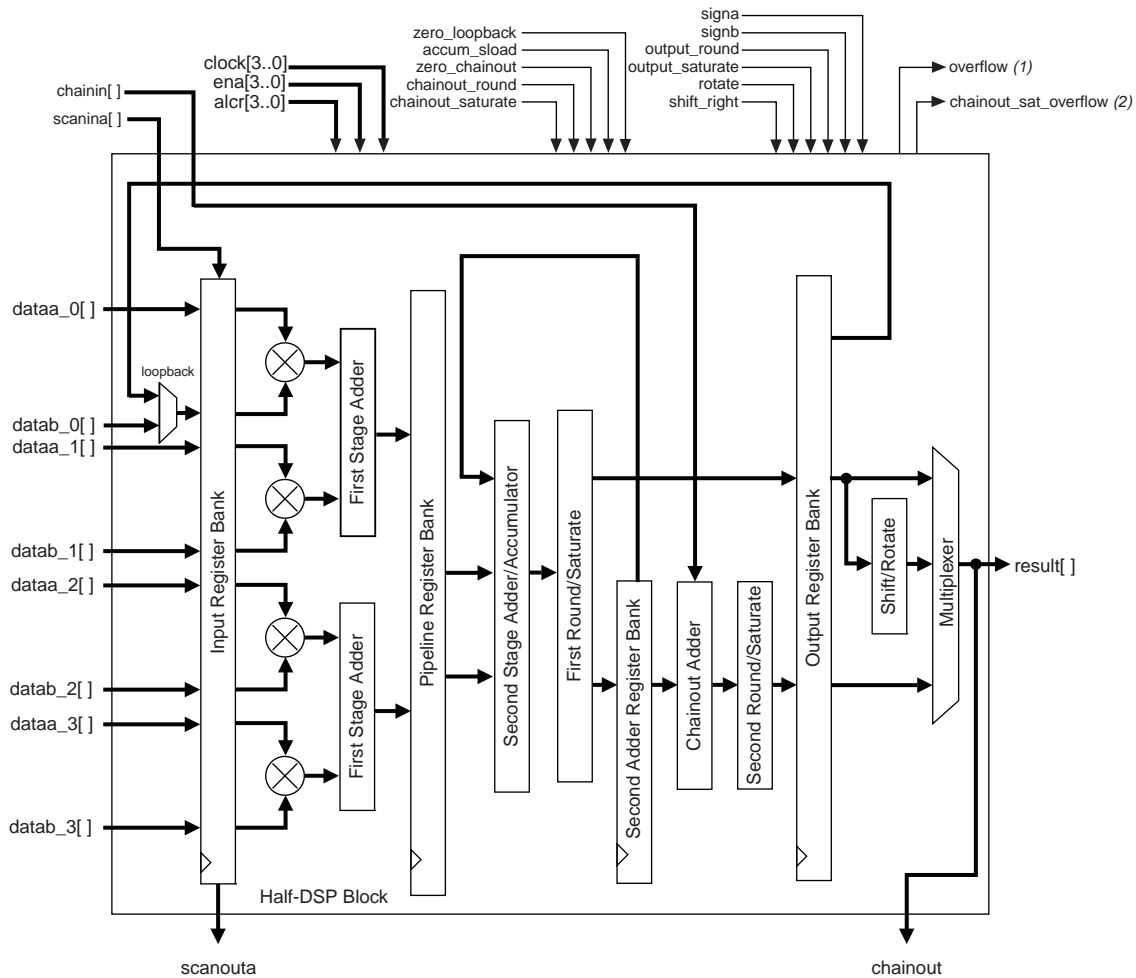 signa
signb
output_round
output_saturate
rotate
shift_right
zero_loopback
accum_sload
zero_chainout
chainout_round
chainout_saturate
clock[3..0]
ena[3..0]
alcr[3..0]
overflow (1)
chainout_sat_overflow (2)
chainin[ ]
scanina[ ]
dataa_0[ ]
loopback
datab_0[ ]
dataa_1[ ]
datab_1[ ]
dataa_2[ ]
datab_2[ ]
dataa_3[ ]
datab_3[ ]
Input Register Bank
First Stage Adder
First Stage Adder
Pipeline Register Bank
Second Stage Adder/Accumulator
First Round/Saturate
Second Adder Register Bank
Chainout Adder
Second Round/Saturate
Output Register Bank
Shift/Rotate
Multiplexer
result[ ]
Half-DSP Block
scanouta
chainout